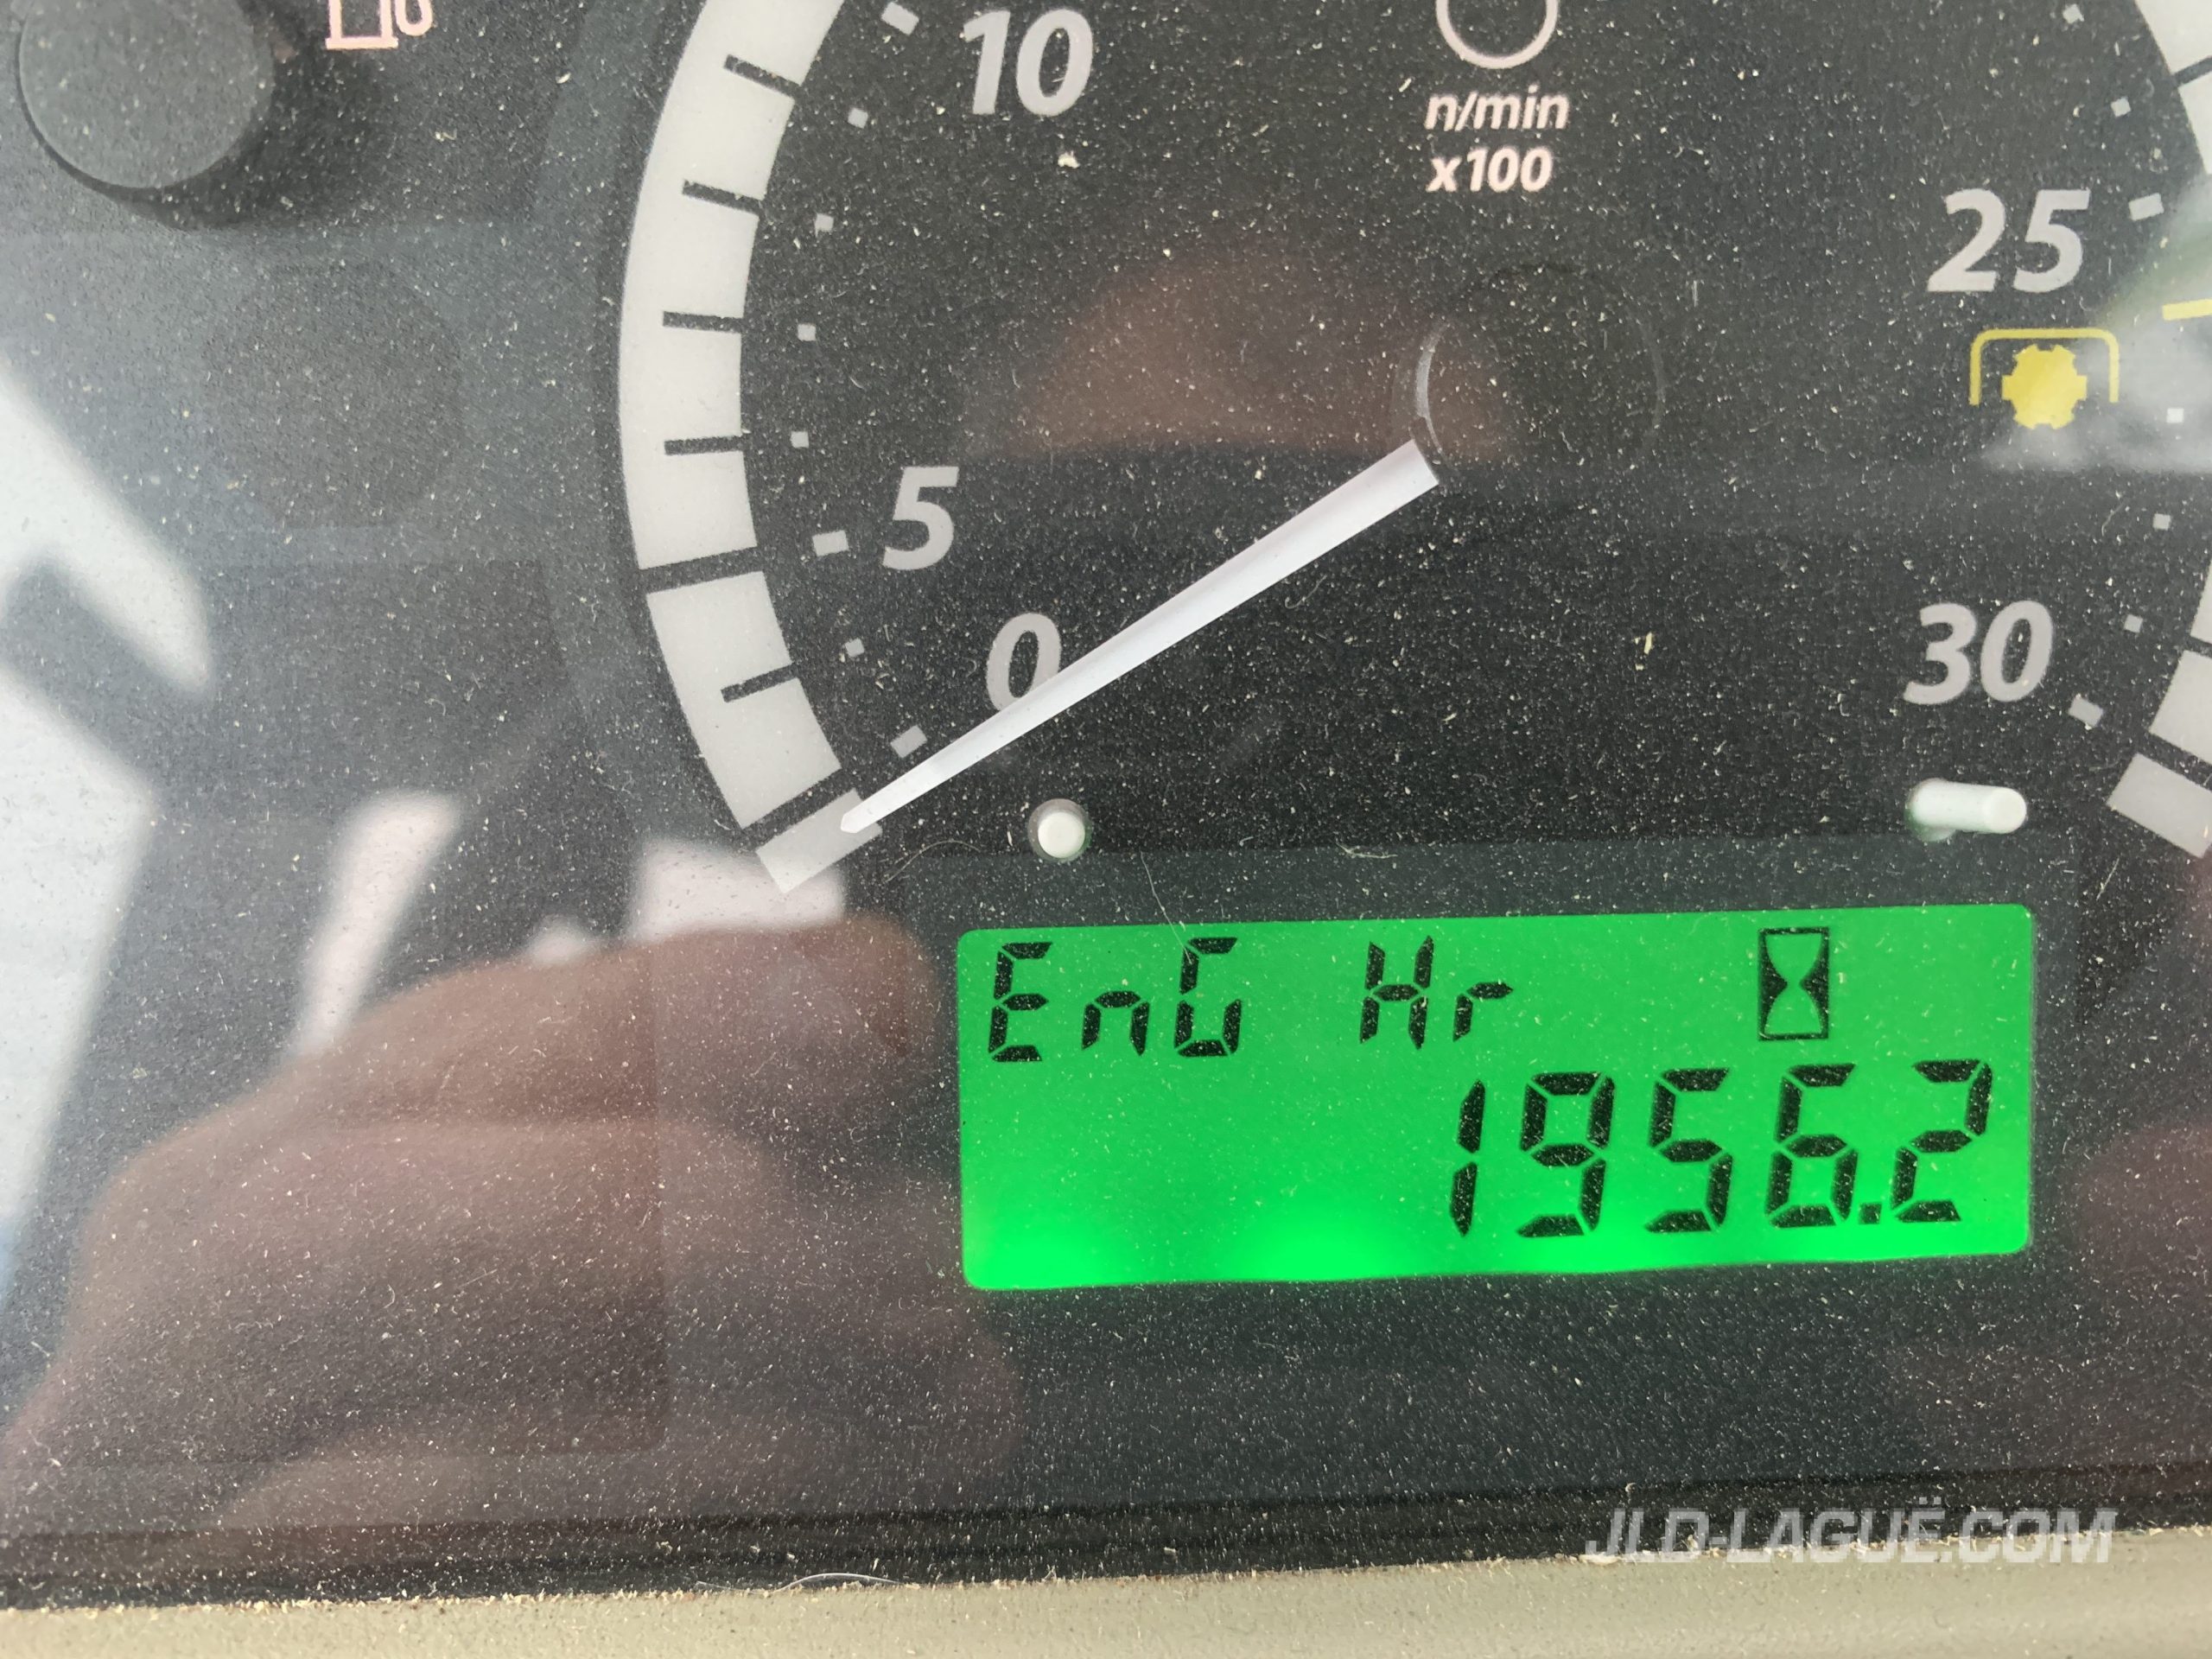 10
n/min
x100
25
5
0
30
EnG Hr
1956.2
JLD-LAGUË.COM